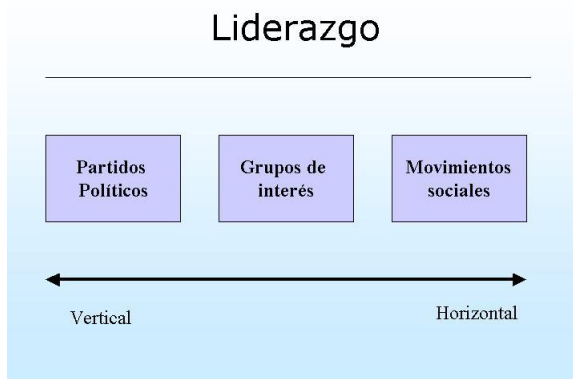 Liderazgo
Partidos
Políticos
Grupos de
interés
Movimientos
sociales
Vertical
Horizontal